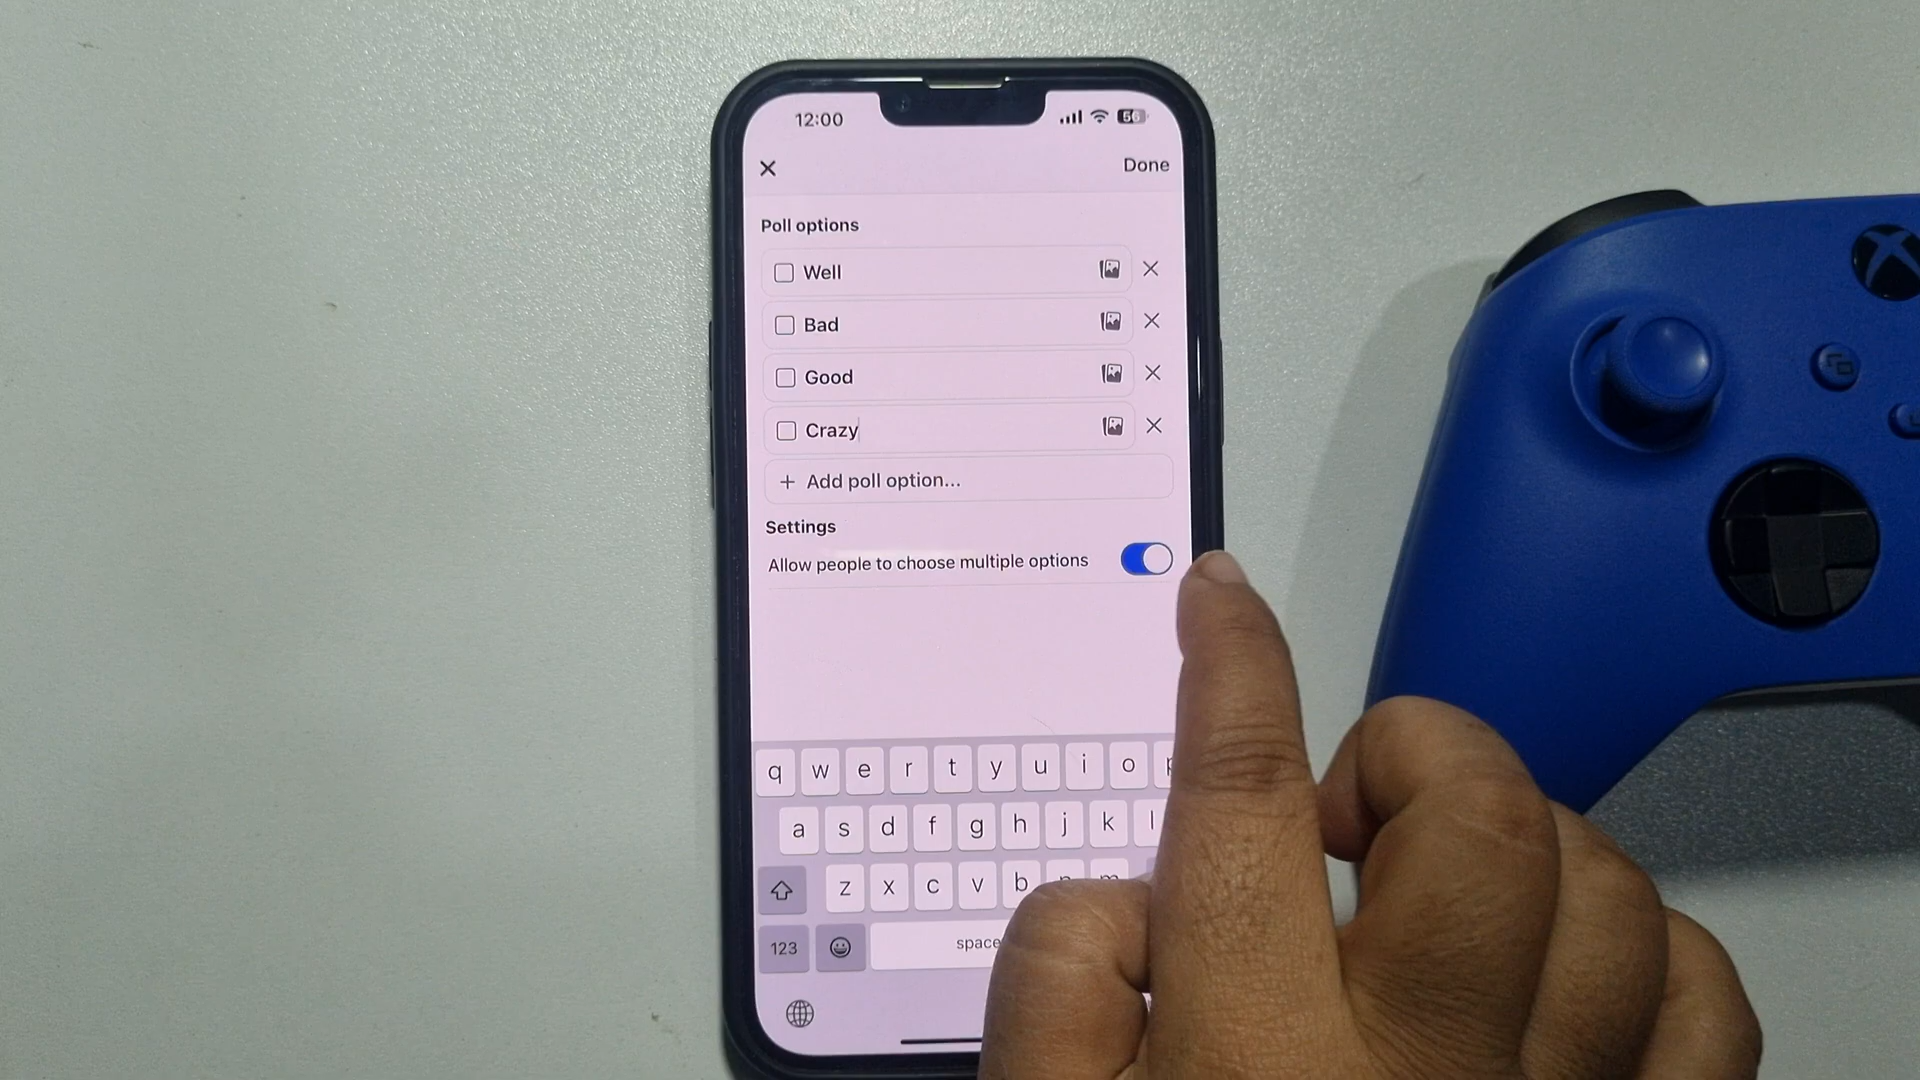 12:00
56
Done
Poll options
Well
Bad
Good
Crazy
+ Add poll option...
Settings
Allow people to choose multiple options
q w e r t y u i o
a s d f g h j k l
z x c v b
123
space